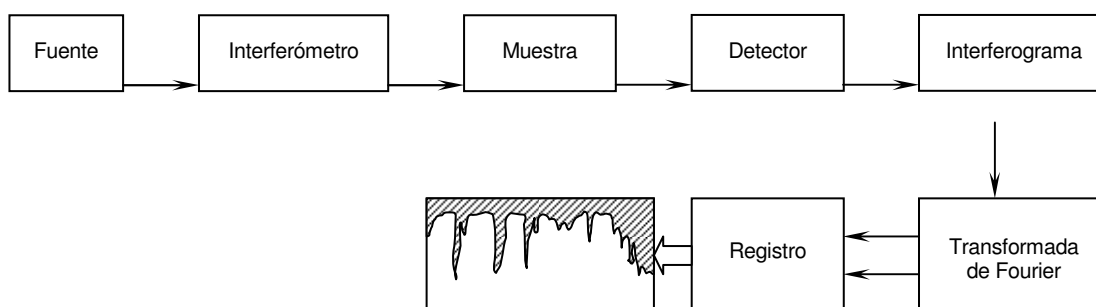 Fuente
Interferómetro
Muestra
Detector
Interferograma
Registro
Transformada
de Fourier